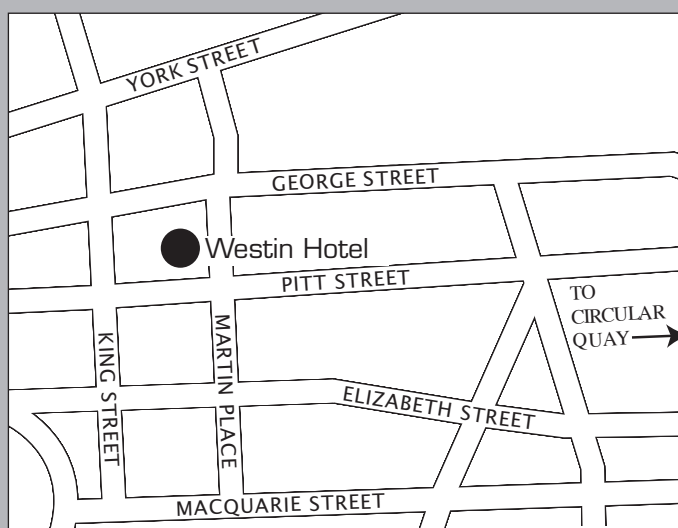 YORK STREET
GEORGE STREET
Westin Hotel
PITT STREET
TO
CIRCULAR
QUAY
KING STREET
MARTIN PLACE
ELIZABETH STREET
MACQUARIE STREET